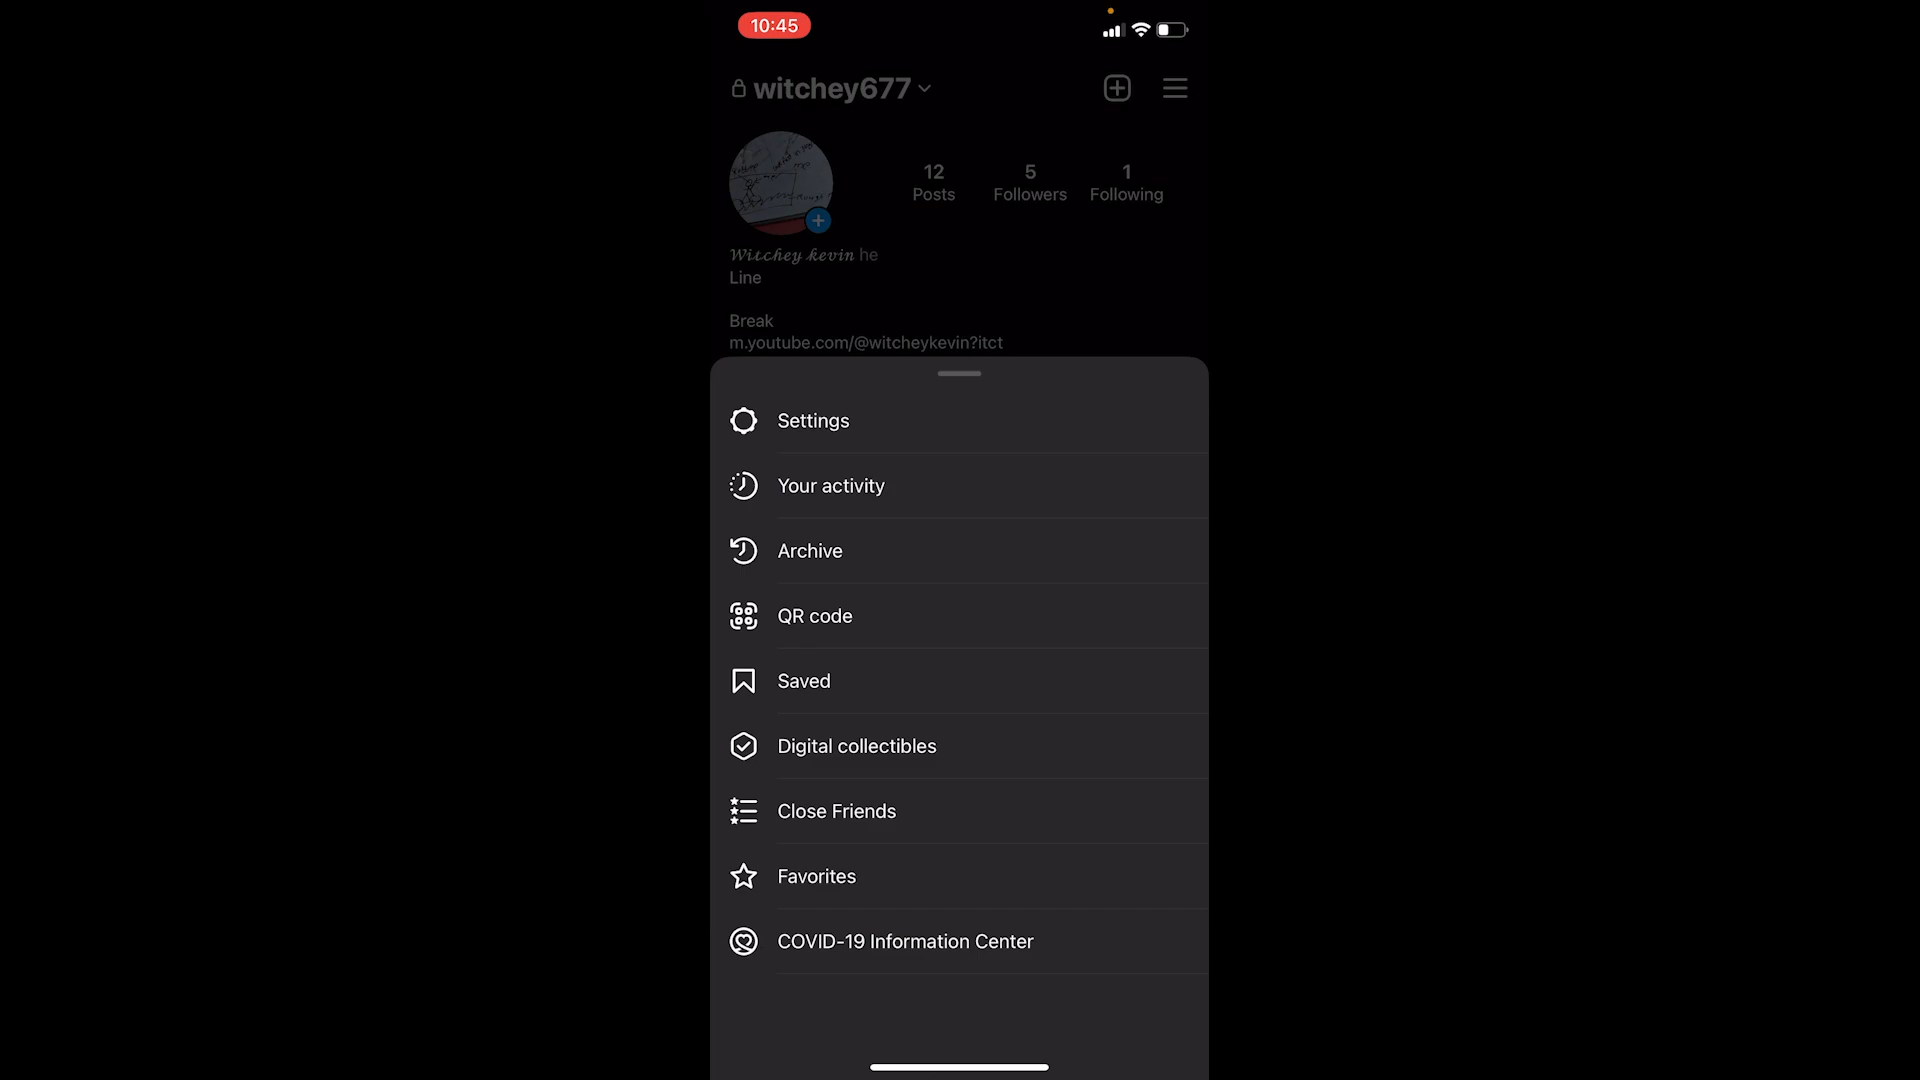 10:45
witchey677
12 5 1
Posts Followers Following
𝓦𝓲𝓽𝓬𝓱𝓮𝔂 𝓴𝓮𝓿𝓲𝓷 he
Line
Break
m.youtube.com/@witcheykevin?itct
Settings
Your activity
Archive
QR code
Saved
Digital collectibles
Close Friends
Favorites
COVID-19 Information Center